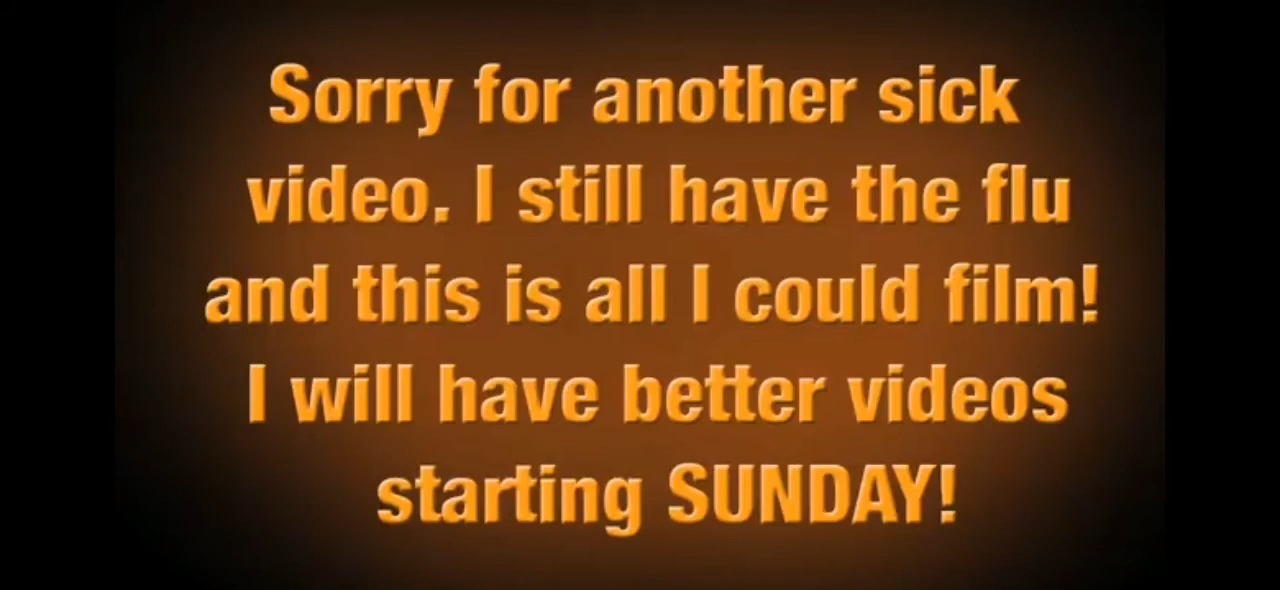 Sorry for another sick
video. I still have the flu
and this is all I could film!
I will have better videos
starting SUNDAY!